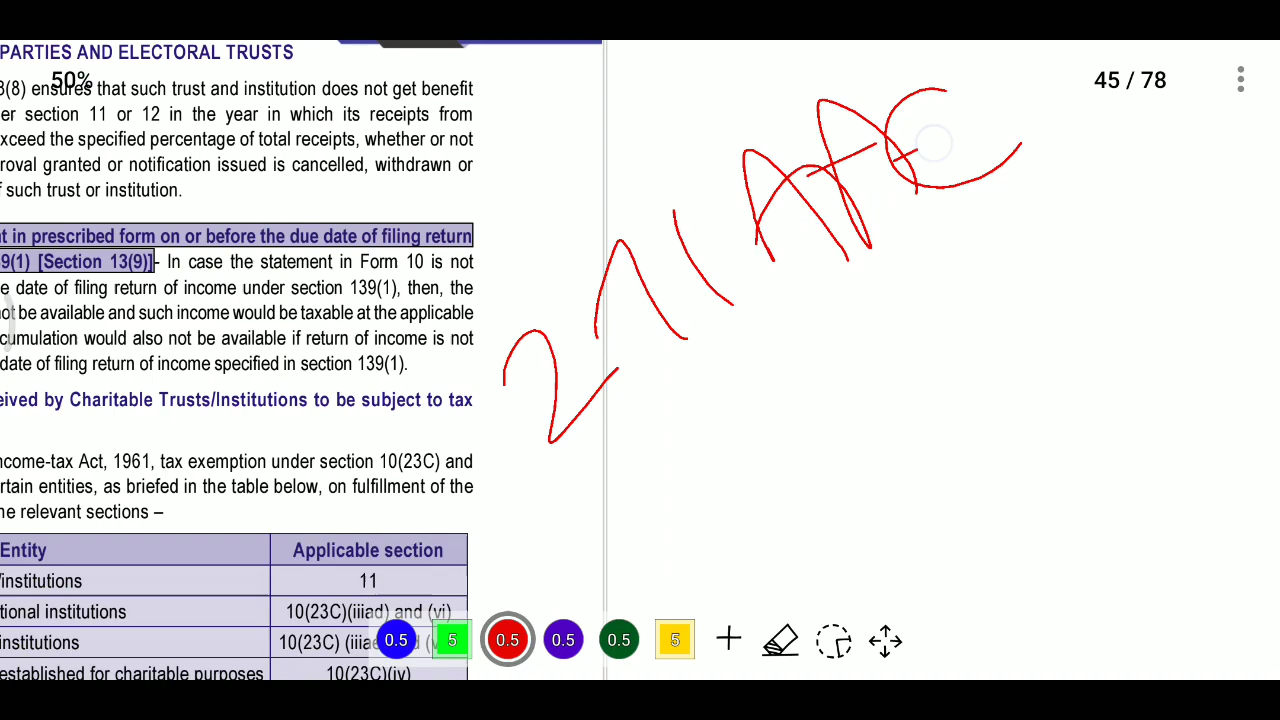 PARTIES AND ELECTORAL TRUSTS
50%
45 / 78
3(8) ensures that such trust and institution does not get benefit
er section 11 or 12 in the year in which its receipts from
exceed the specified percentage of total receipts, whether or not
roval granted or notification issued is cancelled, withdrawn or
f such trust or institution.
nt in prescribed form on or before the due date of filing return
39(1) [Section 13(9)]- In case the statement in Form 10 is not
e date of filing return of income under section 139(1), then, the
not be available and such income would be taxable at the applicable
cumulation would also not be available if return of income is not
date of filing return of income specified in section 139(1).
271AAC
eived by Charitable Trusts/Institutions to be subject to tax
ncome-tax Act, 1961, tax exemption under section 10(23C) and
rtain entities, as briefed in the table below, on fulfillment of the
ne relevant sections –
Entity Applicable section
/institutions 11
tional institutions 10(23C)(iiiad) and (vi)
institutions 10(23C)
established for charitable purposes 10(23C)(iv)
0.5 5 0.5 0.5 0.5 5